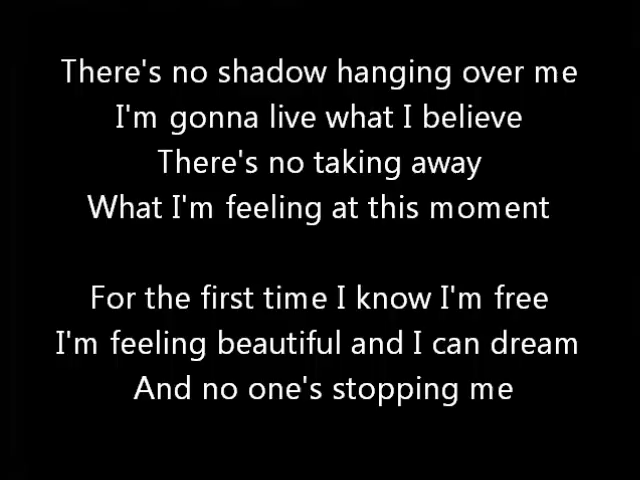 There's no shadow hanging over me
I'm gonna live what I believe
There's no taking away
What I'm feeling at this moment
For the first time I know I'm free
I'm feeling beautiful and I can dream
And no one's stopping me